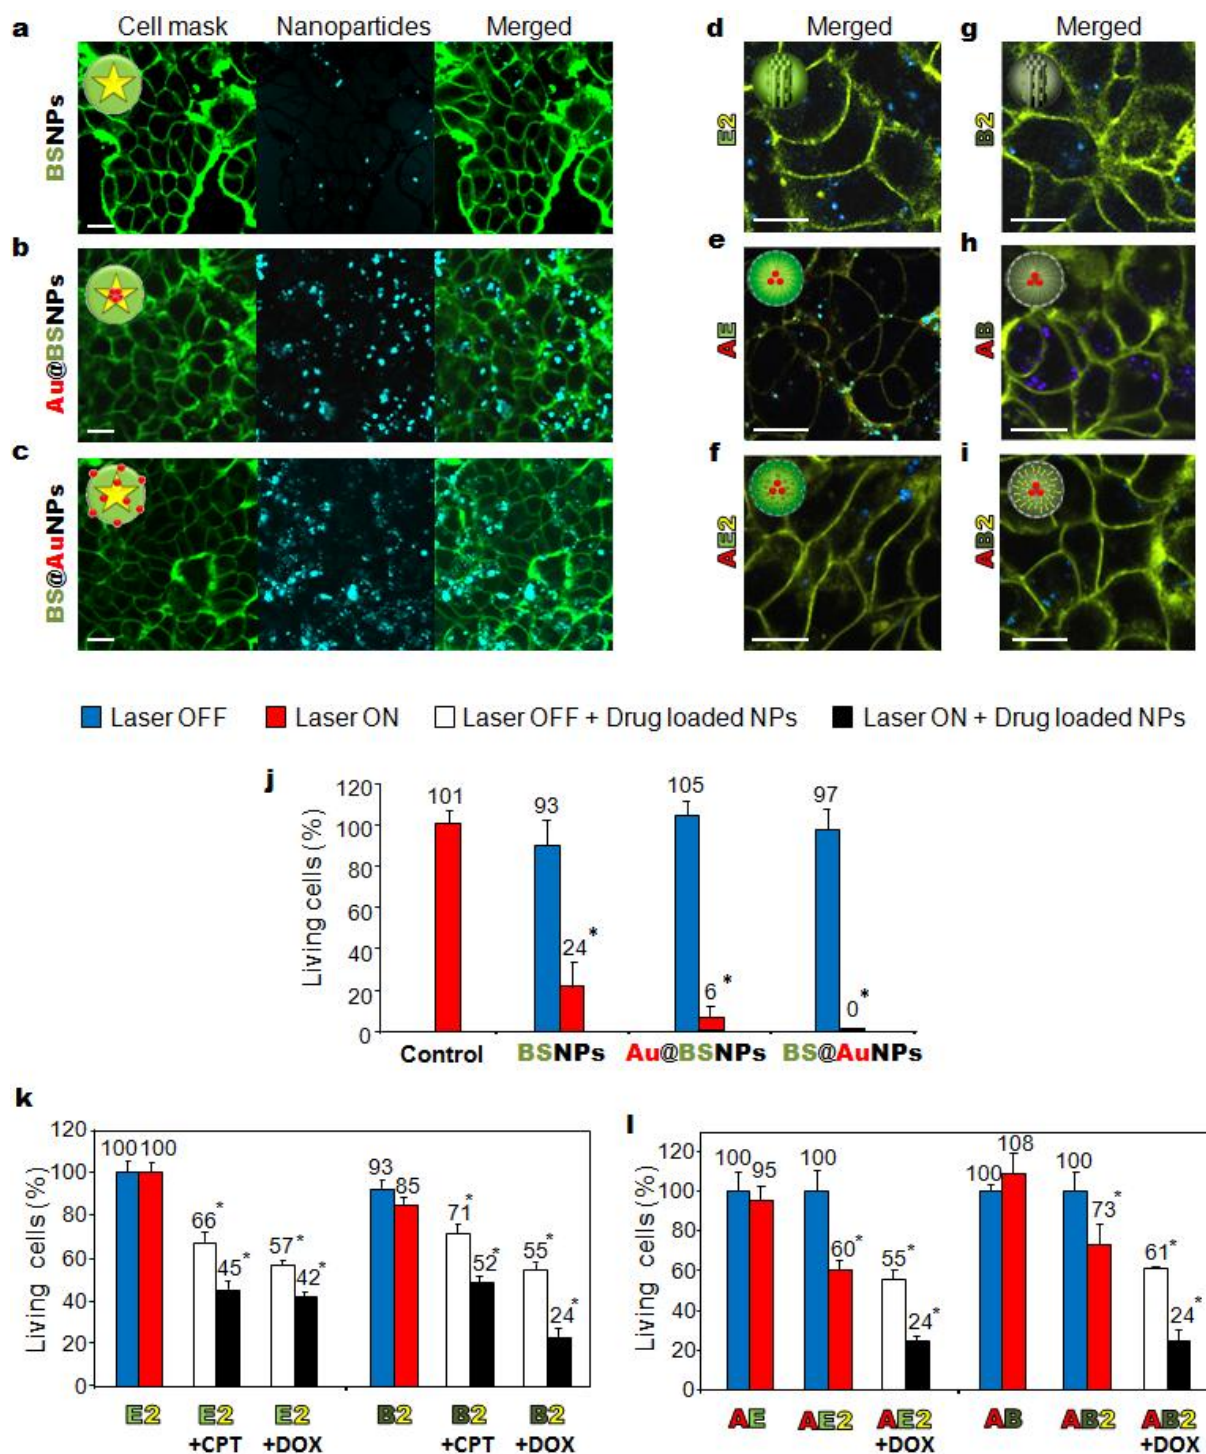 a Cell mask Nanoparticles Merged
BSNPs
b
Au@BSNPs
c
BS@AuNPs
d Merged
E2
e
AE
f
AE2
g Merged
B2
h
AB
i
AB2
Laser OFF Laser ON Laser OFF + Drug loaded NPs Laser ON + Drug loaded NPs
j
Living cells (%)
120
100
80
60
40
20
0
101 93 24* 105 6* 97 0*
Control BSNPs Au@BSNPs BS@AuNPs
k
Living cells (%)
120
100
80
60
40
20
0
100 100 66* 45* 57* 42* 93 85 71* 52* 55* 24*
E2 E2 E2 B2 B2 B2
+CPT +DOX +CPT +DOX
l
Living cells (%)
120
100
80
60
40
20
0
100 95 100 60* 55* 24* 100 108 100 73* 61* 24*
AE AE2 AE2 AB AB2 AB2
+DOX +DOX